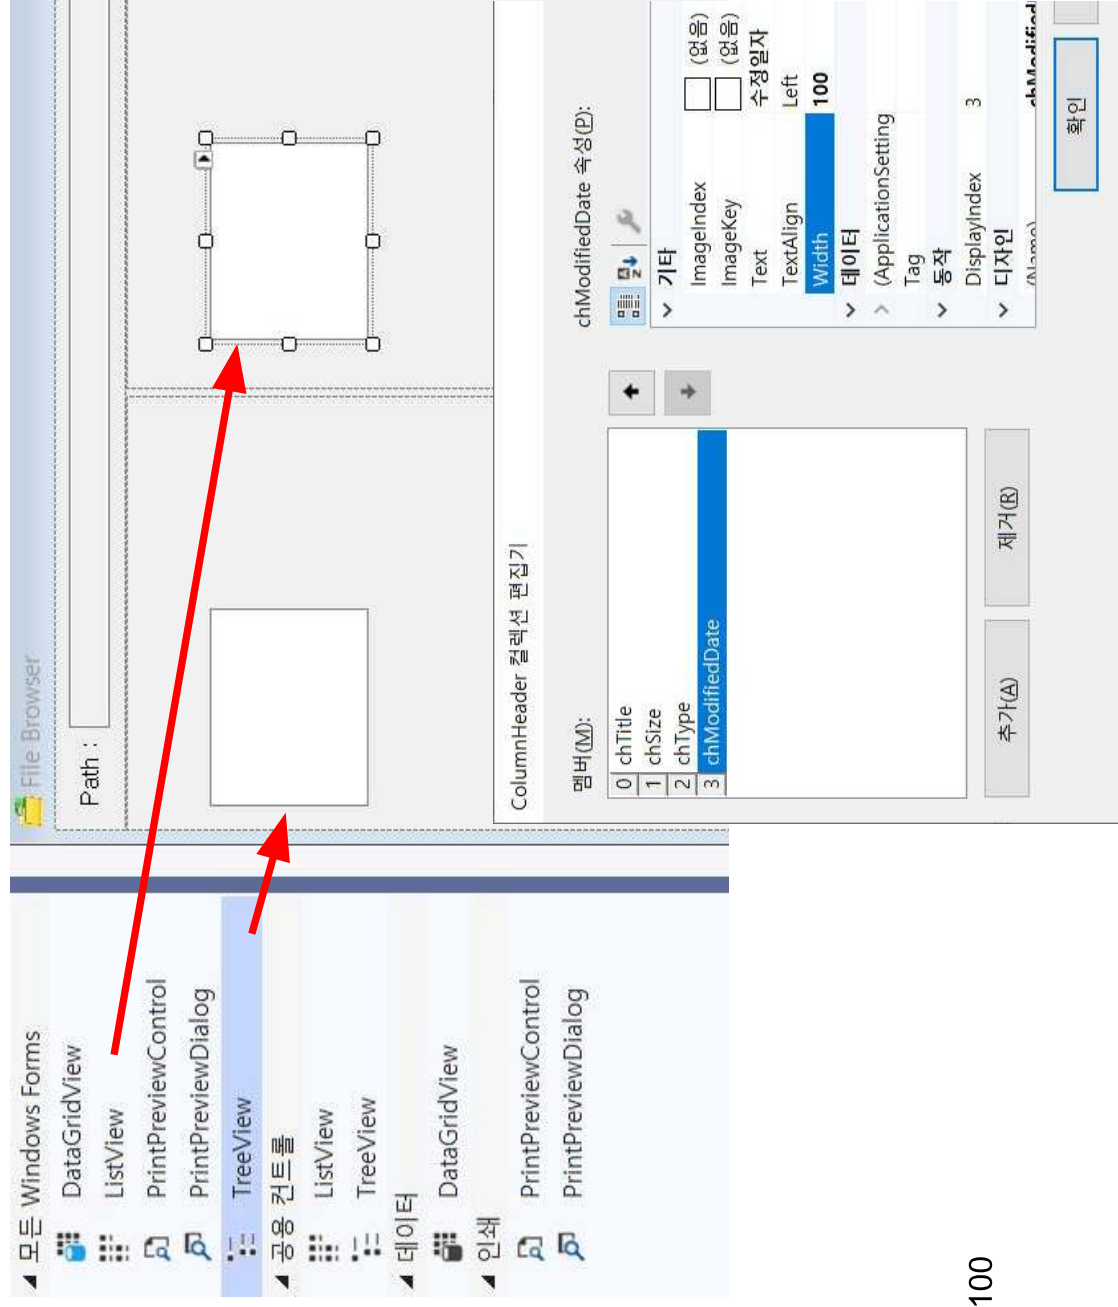 모든 Windows Forms
DataGridView
ListView
PrintPreviewControl
PrintPreviewDialog
TreeView
공용 컨트롤
ListView
TreeView
데이터
DataGridView
인쇄
PrintPreviewControl
PrintPreviewDialog
File Browser
Path :
ColumnHeader 컬렉션 편집기
멤버(M):
0 chTitle
1 chSize
2 chType
3 chModifiedDate
추가(A)
제거(R)
chModifiedDate 속성(P):
기타
ImageIndex (없음)
ImageKey (없음)
Text 수정일자
TextAlign Left
Width 100
데이터
(ApplicationSetting
Tag
동작
DisplayIndex 3
디자인
(Name) chModified
확인
100